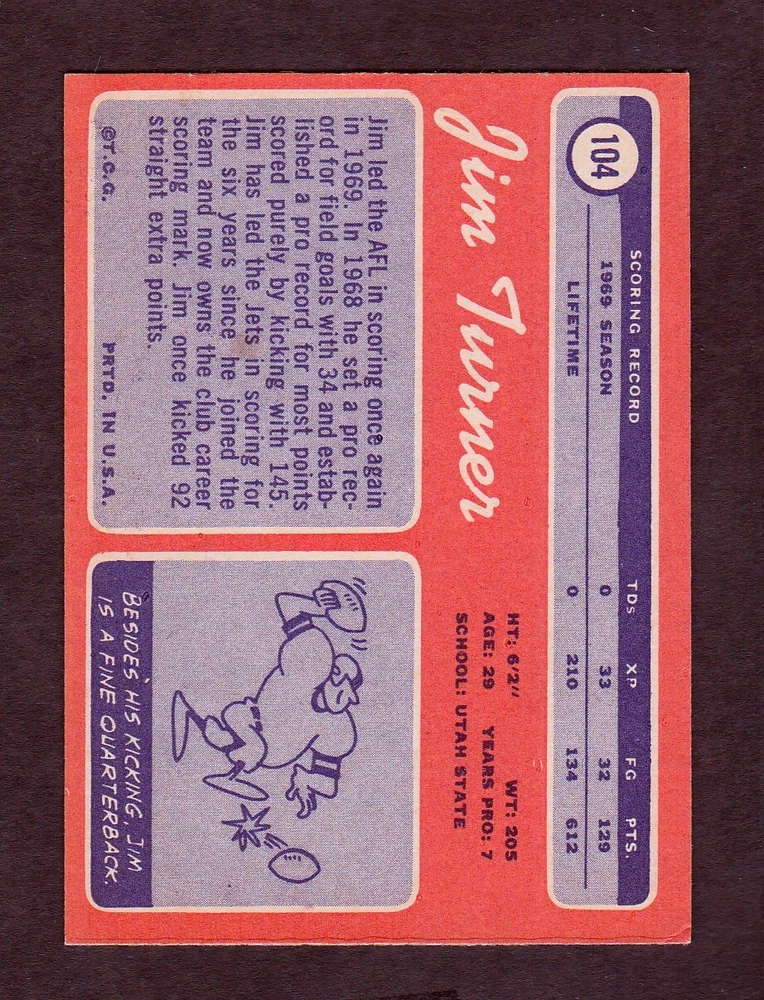 104
SCORING RECORD TDs XP FG PTS.
1969 SEASON 0 33 32 129
LIFETIME 0 210 134 612
Jim Turner
HT: 6'2" WT: 205
AGE: 29 YEARS PRO: 7
SCHOOL: UTAH STATE
Jim led the AFL in scoring once again
in 1969. In 1968 he set a pro rec-
ord for field goals with 34 and estab-
lished a pro record for most points
scored purely by kicking with 145.
Jim has led the Jets in scoring for
the six years since he joined the
team and now owns the club career
scoring mark. Jim once kicked 92
straight extra points.
©T.C.G. PRTD. IN U.S.A.
BESIDES HIS KICKING, JIM
IS A FINE QUARTERBACK.